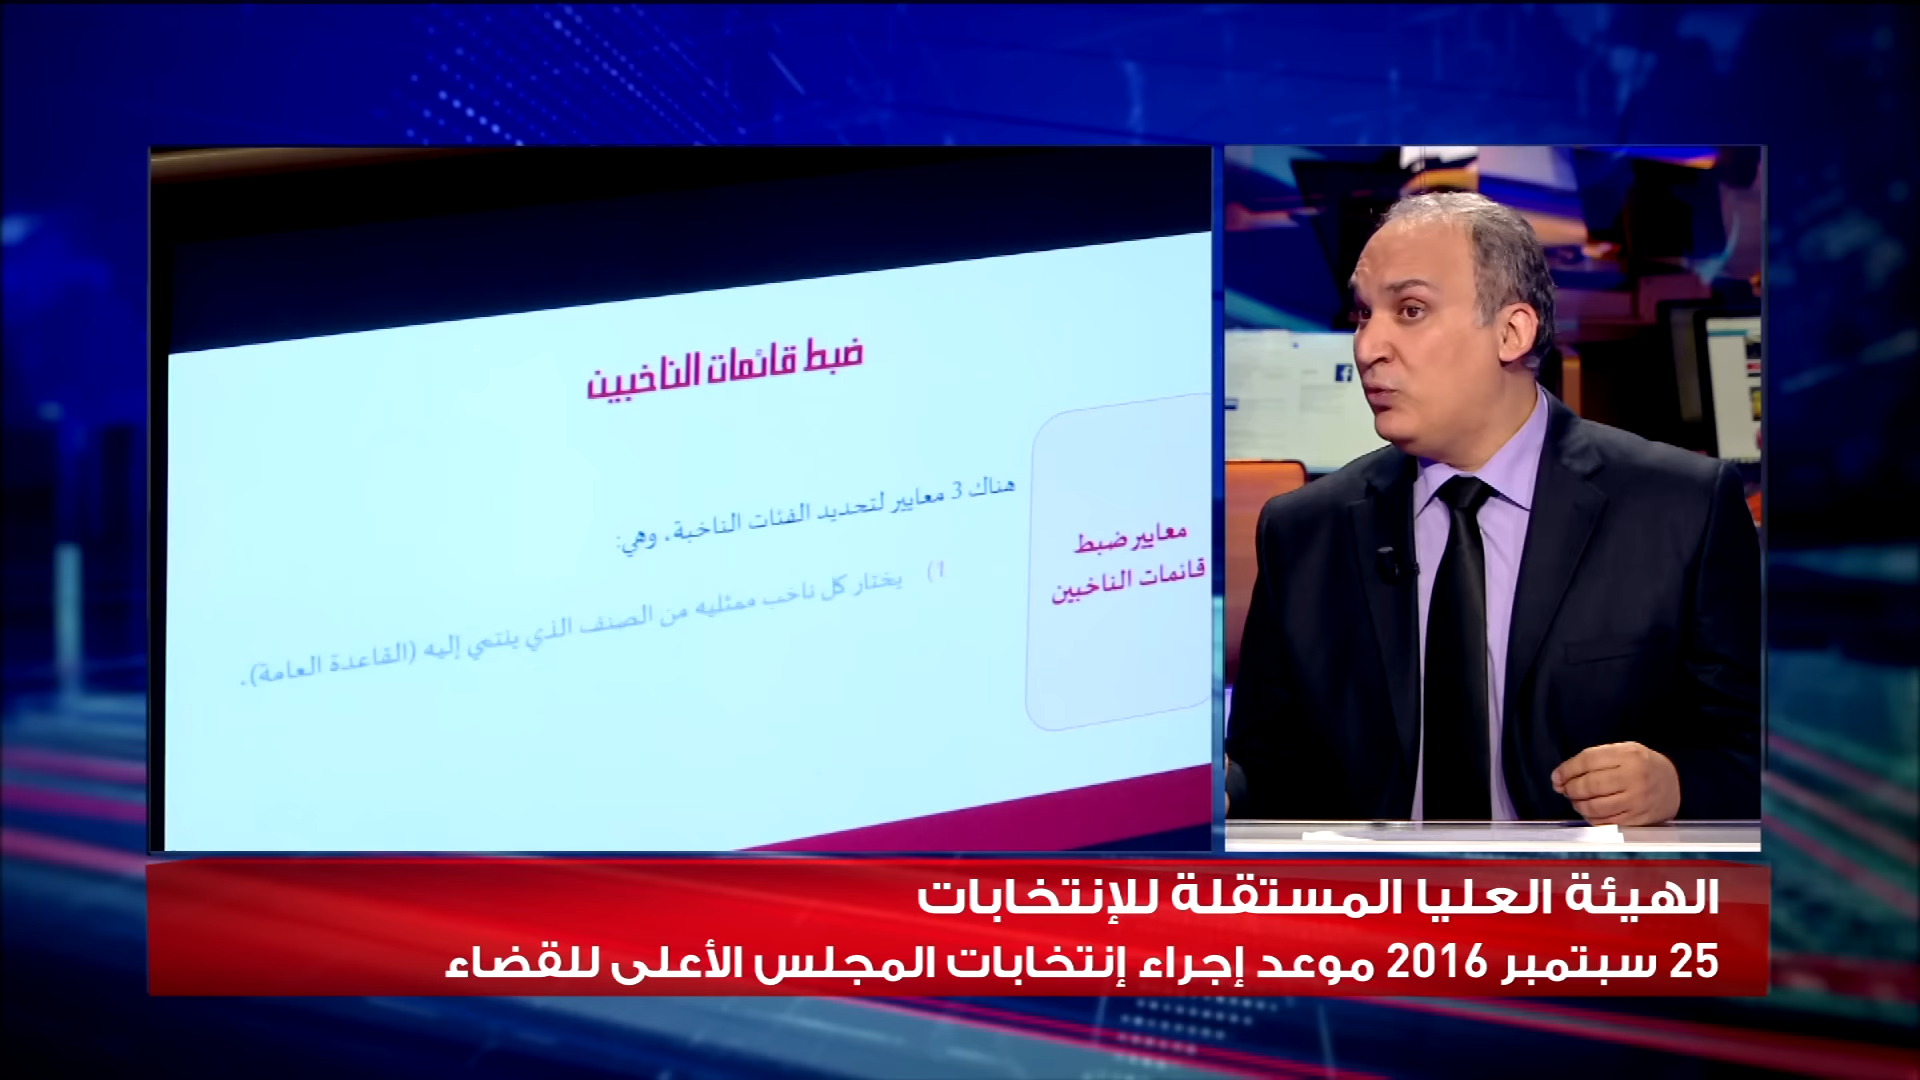 ضبط قائمات الناخبين
هناك 3 معايير لتحديد الفئات الناخبة، وهي:
1) يختار كل ناخب ممثليه من الصنف الذي ينتمي إليه (القاعدة العامة).
معايير ضبط
قائمات الناخبين
الهيئة العليا المستقلة للإنتخابات
25 سبتمبر 2016 موعد إجراء إنتخابات المجلس الأعلى للقضاء